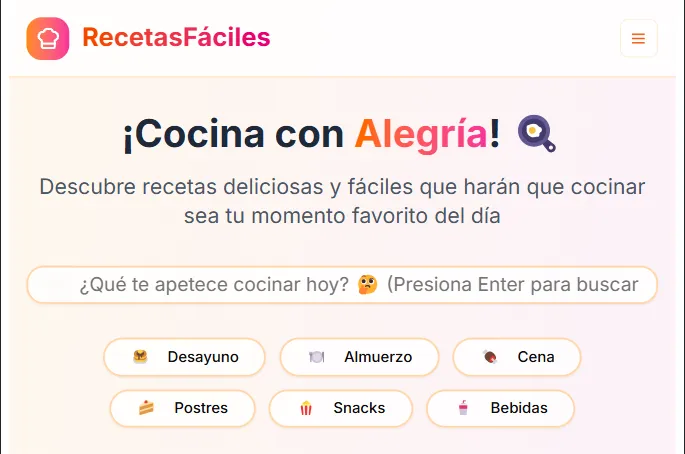 RecetasFáciles
¡Cocina con Alegría! 🍳
Descubre recetas deliciosas y fáciles que harán que cocinar
sea tu momento favorito del día
¿Qué te apetece cocinar hoy? 🤔 (Presiona Enter para buscar
🥞 Desayuno 🍽️ Almuerzo 🍖 Cena
🍰 Postres 🍿 Snacks 🥤 Bebidas